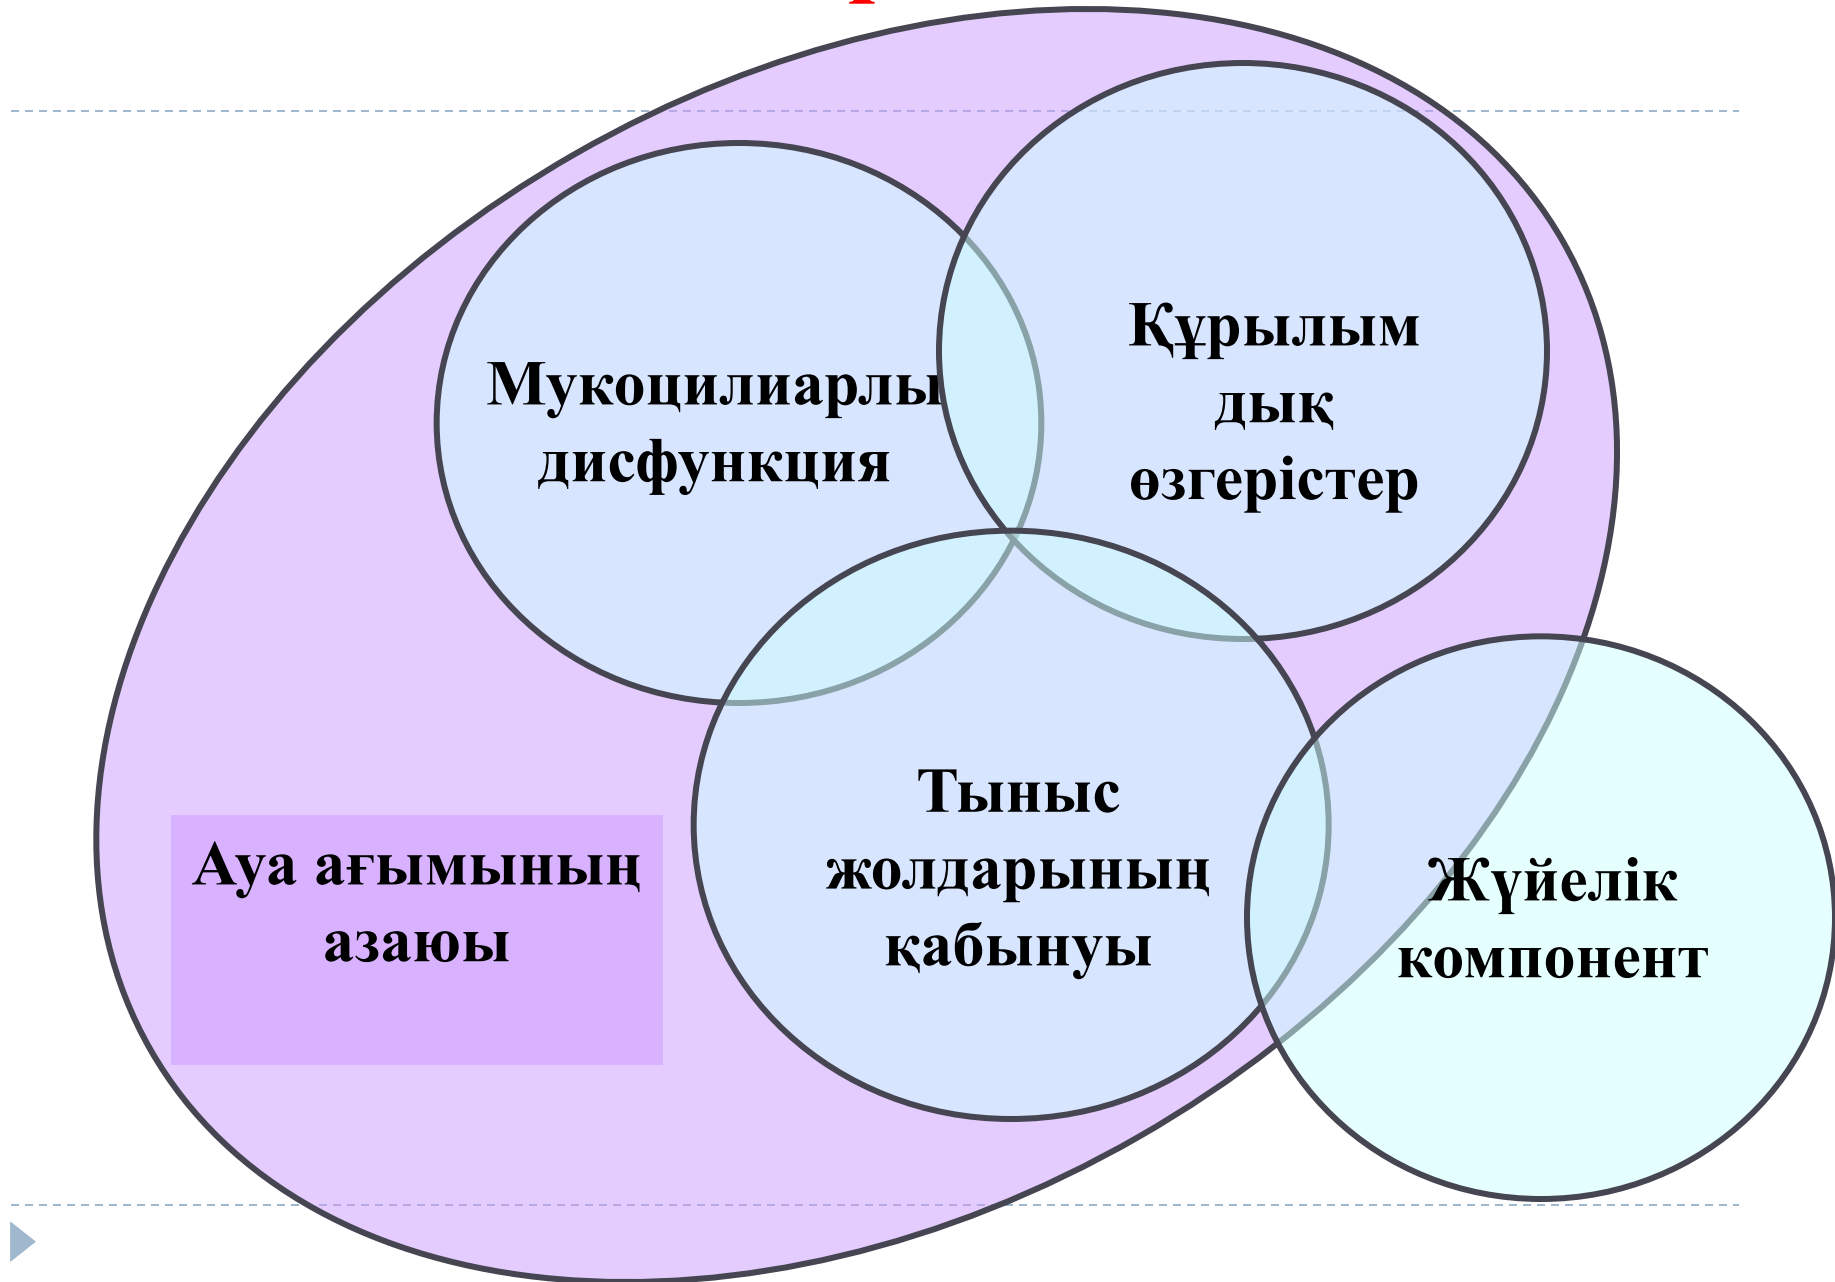 Мукоцилиарлы
дисфункция
Құрылым
дық
өзгерістер
Тыныс
жолдарының
қабынуы
Ауа ағымының
азаюы
Жүйелік
компонент